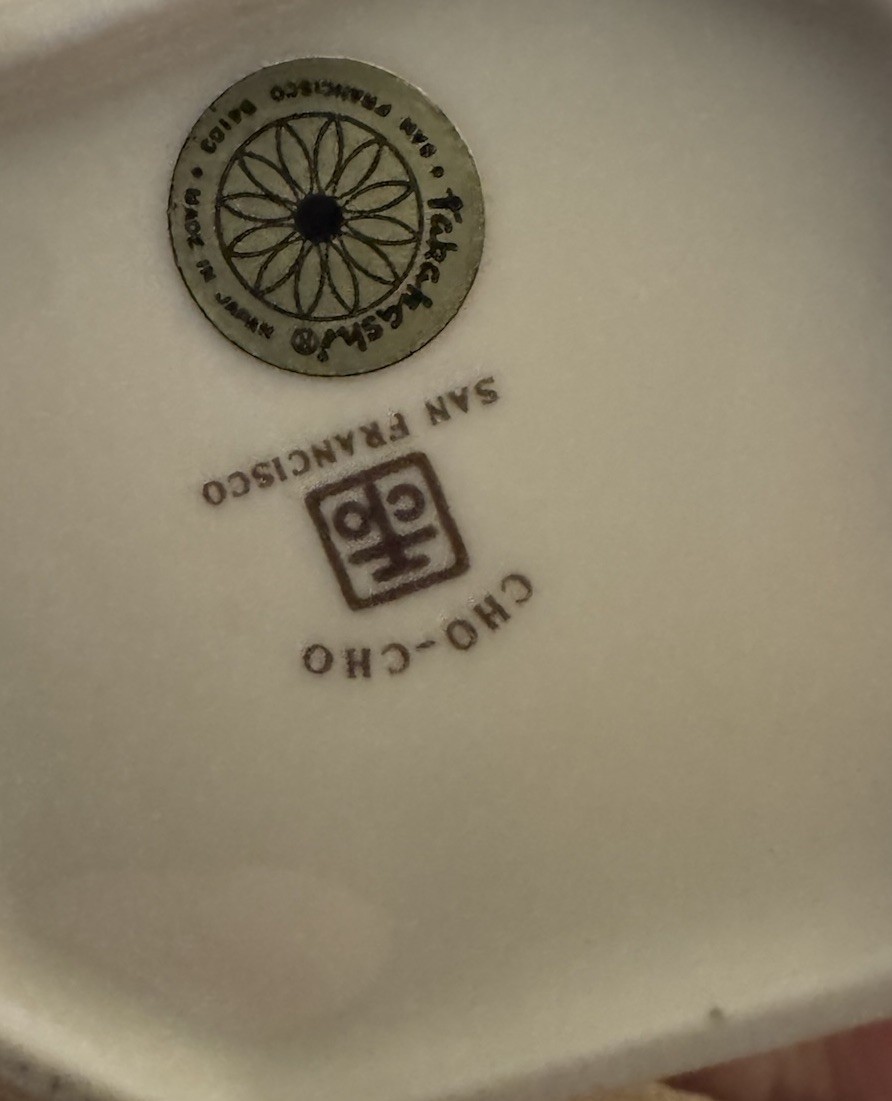 CHO-CHO
SAN FRANCISCO
Takahashi® • SAN FRANCISCO 94103 • MADE IN JAPAN